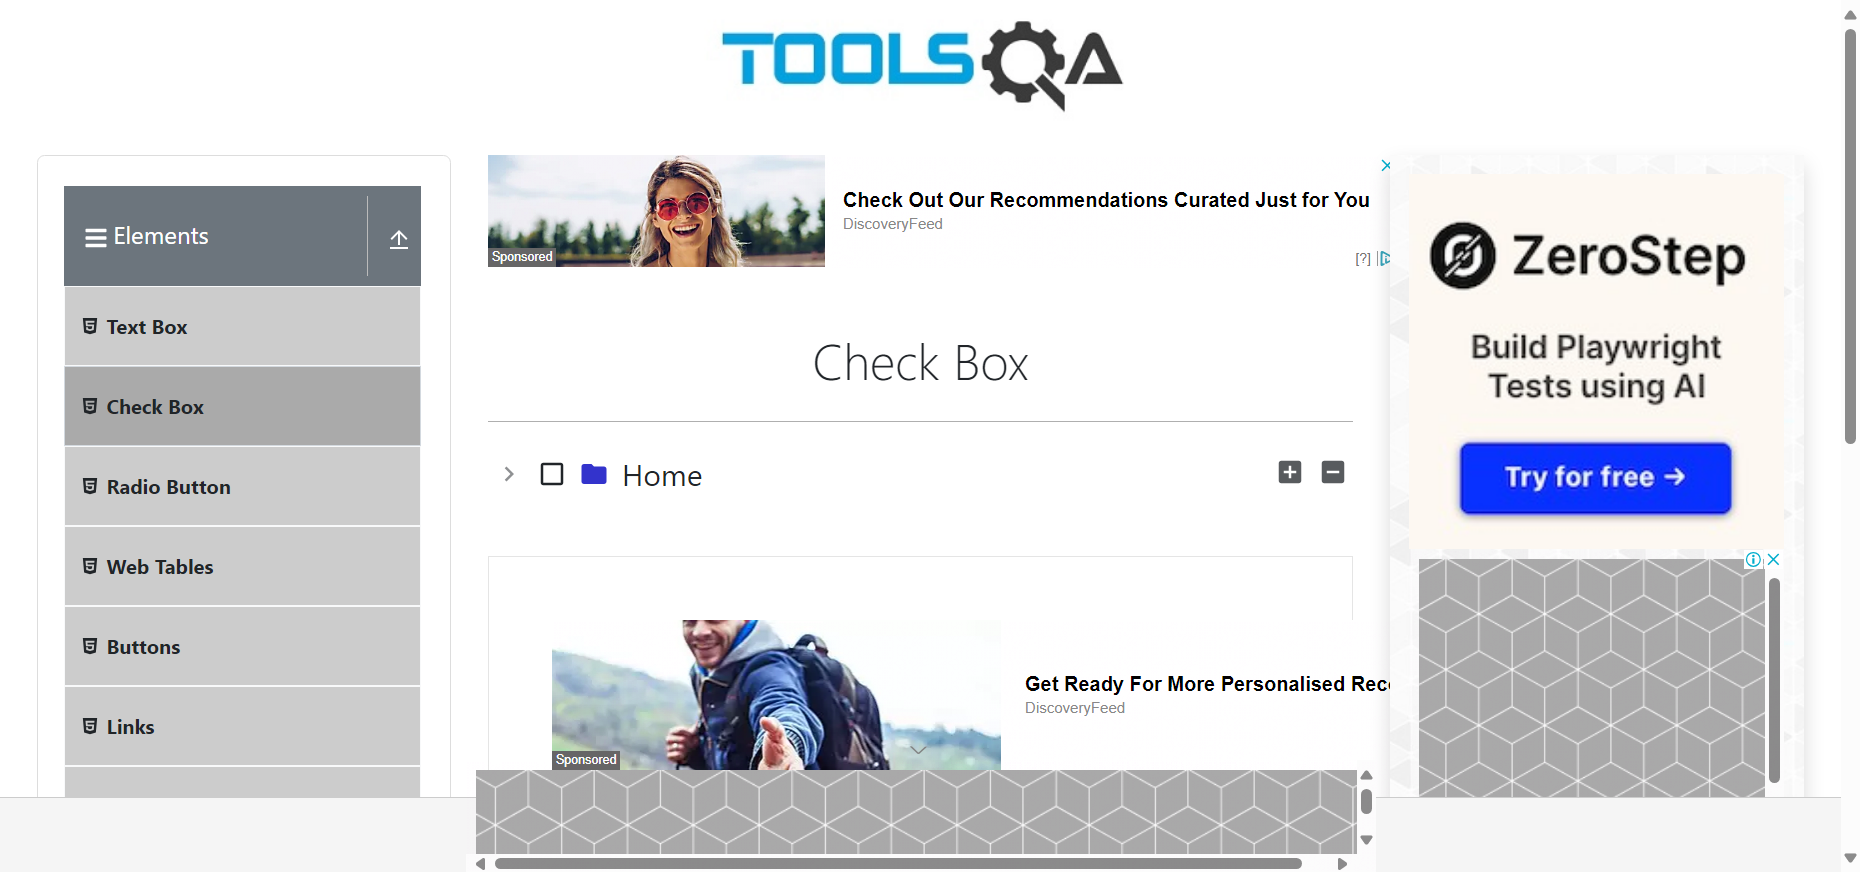 TOOLSQA
Elements
Text Box
Check Box
Radio Button
Web Tables
Buttons
Links
Sponsored
Check Out Our Recommendations Curated Just for You
DiscoveryFeed
[?]
Check Box
Home
Sponsored
Get Ready For More Personalised Rec
DiscoveryFeed
ZeroStep
Build Playwright
Tests using AI
Try for free →